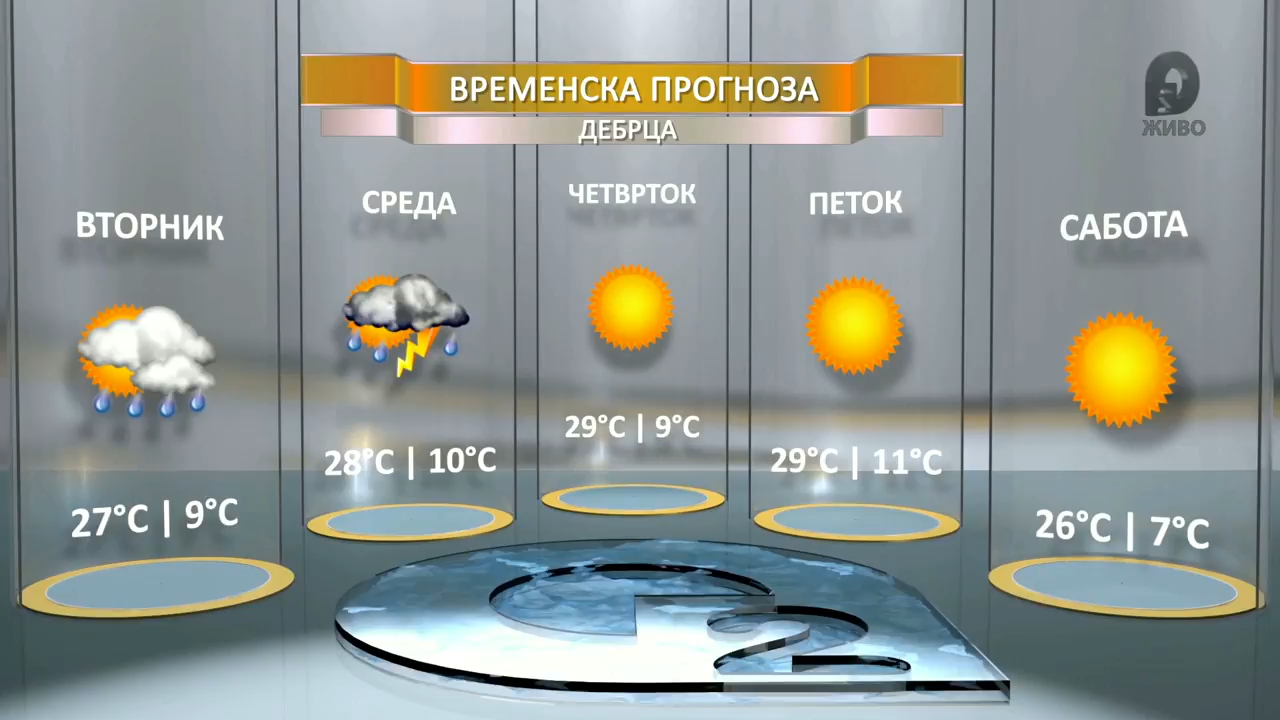 ВРЕМЕНСКА ПРОГНОЗА
ДЕБРЦА
ЖИВО
ВТОРНИК
27°C | 9°C
СРЕДА
28°C | 10°C
ЧЕТВРТОК
29°C | 9°C
ПЕТОК
29°C | 11°C
САБОТА
26°C | 7°C
2